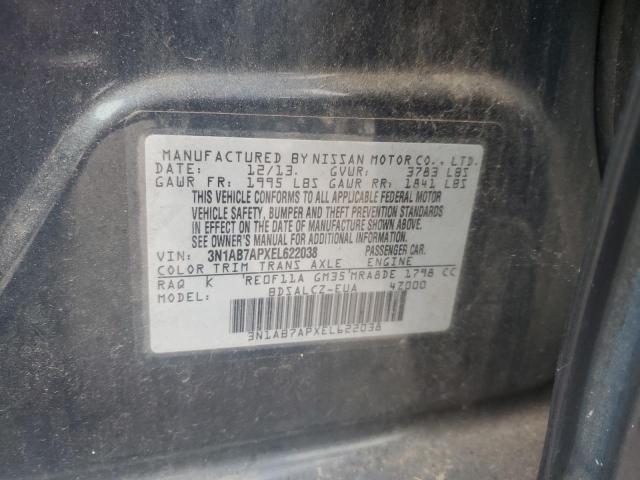 MANUFACTURED BY NISSAN MOTOR CO., LTD.
DATE: 12/13. GVWR: 3783 LBS
GAWR FR: 1995 LBS GAWR RR: 1841 LBS
THIS VEHICLE CONFORMS TO ALL APPLICABLE FEDERAL MOTOR
VEHICLE SAFETY, BUMPER AND THEFT PREVENTION STANDARDS
IN EFFECT ON THE DATE OF MANUFACTURE SHOWN ABOVE.
SEE OWNER'S MANUAL FOR ADDITIONAL INFORMATION.
VIN: 3N1AB7APXEL622038 PASSENGER CAR.
COLOR TRIM TRANS AXLE ENGINE
RAQ K RE0F11A GM35 MRA8DE 1798 CC
MODEL: BDSALCZ-EUA 4Z000
3N1AB7APXEL622038